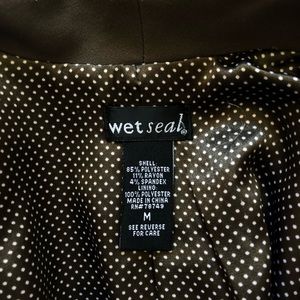 wet seal®
SHELL:
85% POLYESTER
11% RAYON
4% SPANDEX
LINING:
100% POLYESTER
MADE IN CHINA
RN#78749
M
SEE REVERSE
FOR CARE